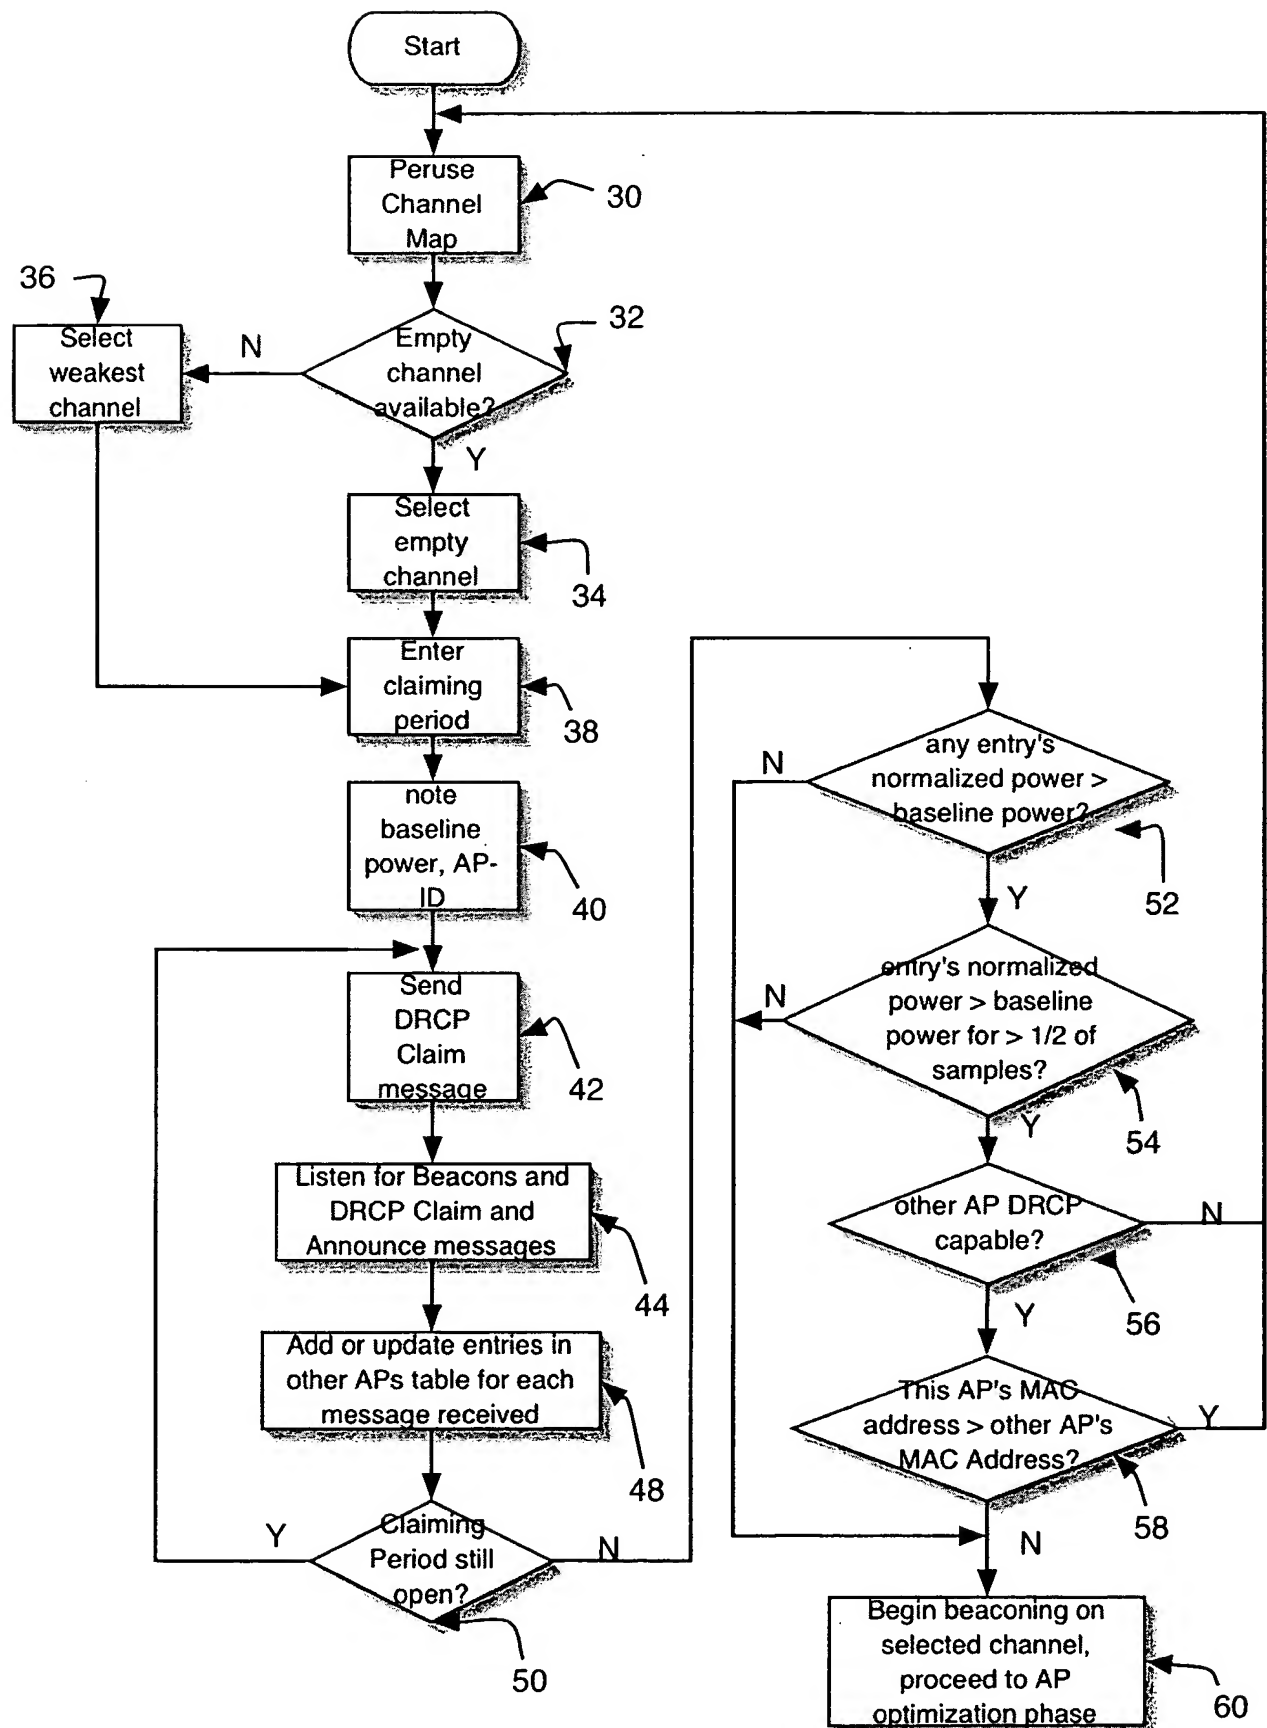 Start
Peruse
Channel
Map
30
36
32
Select
weakest
channel
N
Empty
channel
available?
Y
Select
empty
channel
34
Enter
claiming
period
38
note
baseline
power, AP-
ID
40
Send
DRCP
Claim
message
42
Listen for Beacons and
DRCP Claim and
Announce messages
44
Add or update entries in
other APs table for each
message received
48
Y
Claiming
Period still
open?
N
50
N
any entry's
normalized power >
baseline power?
52
Y
N
entry's normalized
power > baseline
power for > 1/2 of
samples?
54
Y
other AP DRCP
capable?
N
56
Y
This AP's MAC
address > other AP's
MAC Address?
Y
58
N
Begin beaconing on
selected channel,
proceed to AP
optimization phase
60